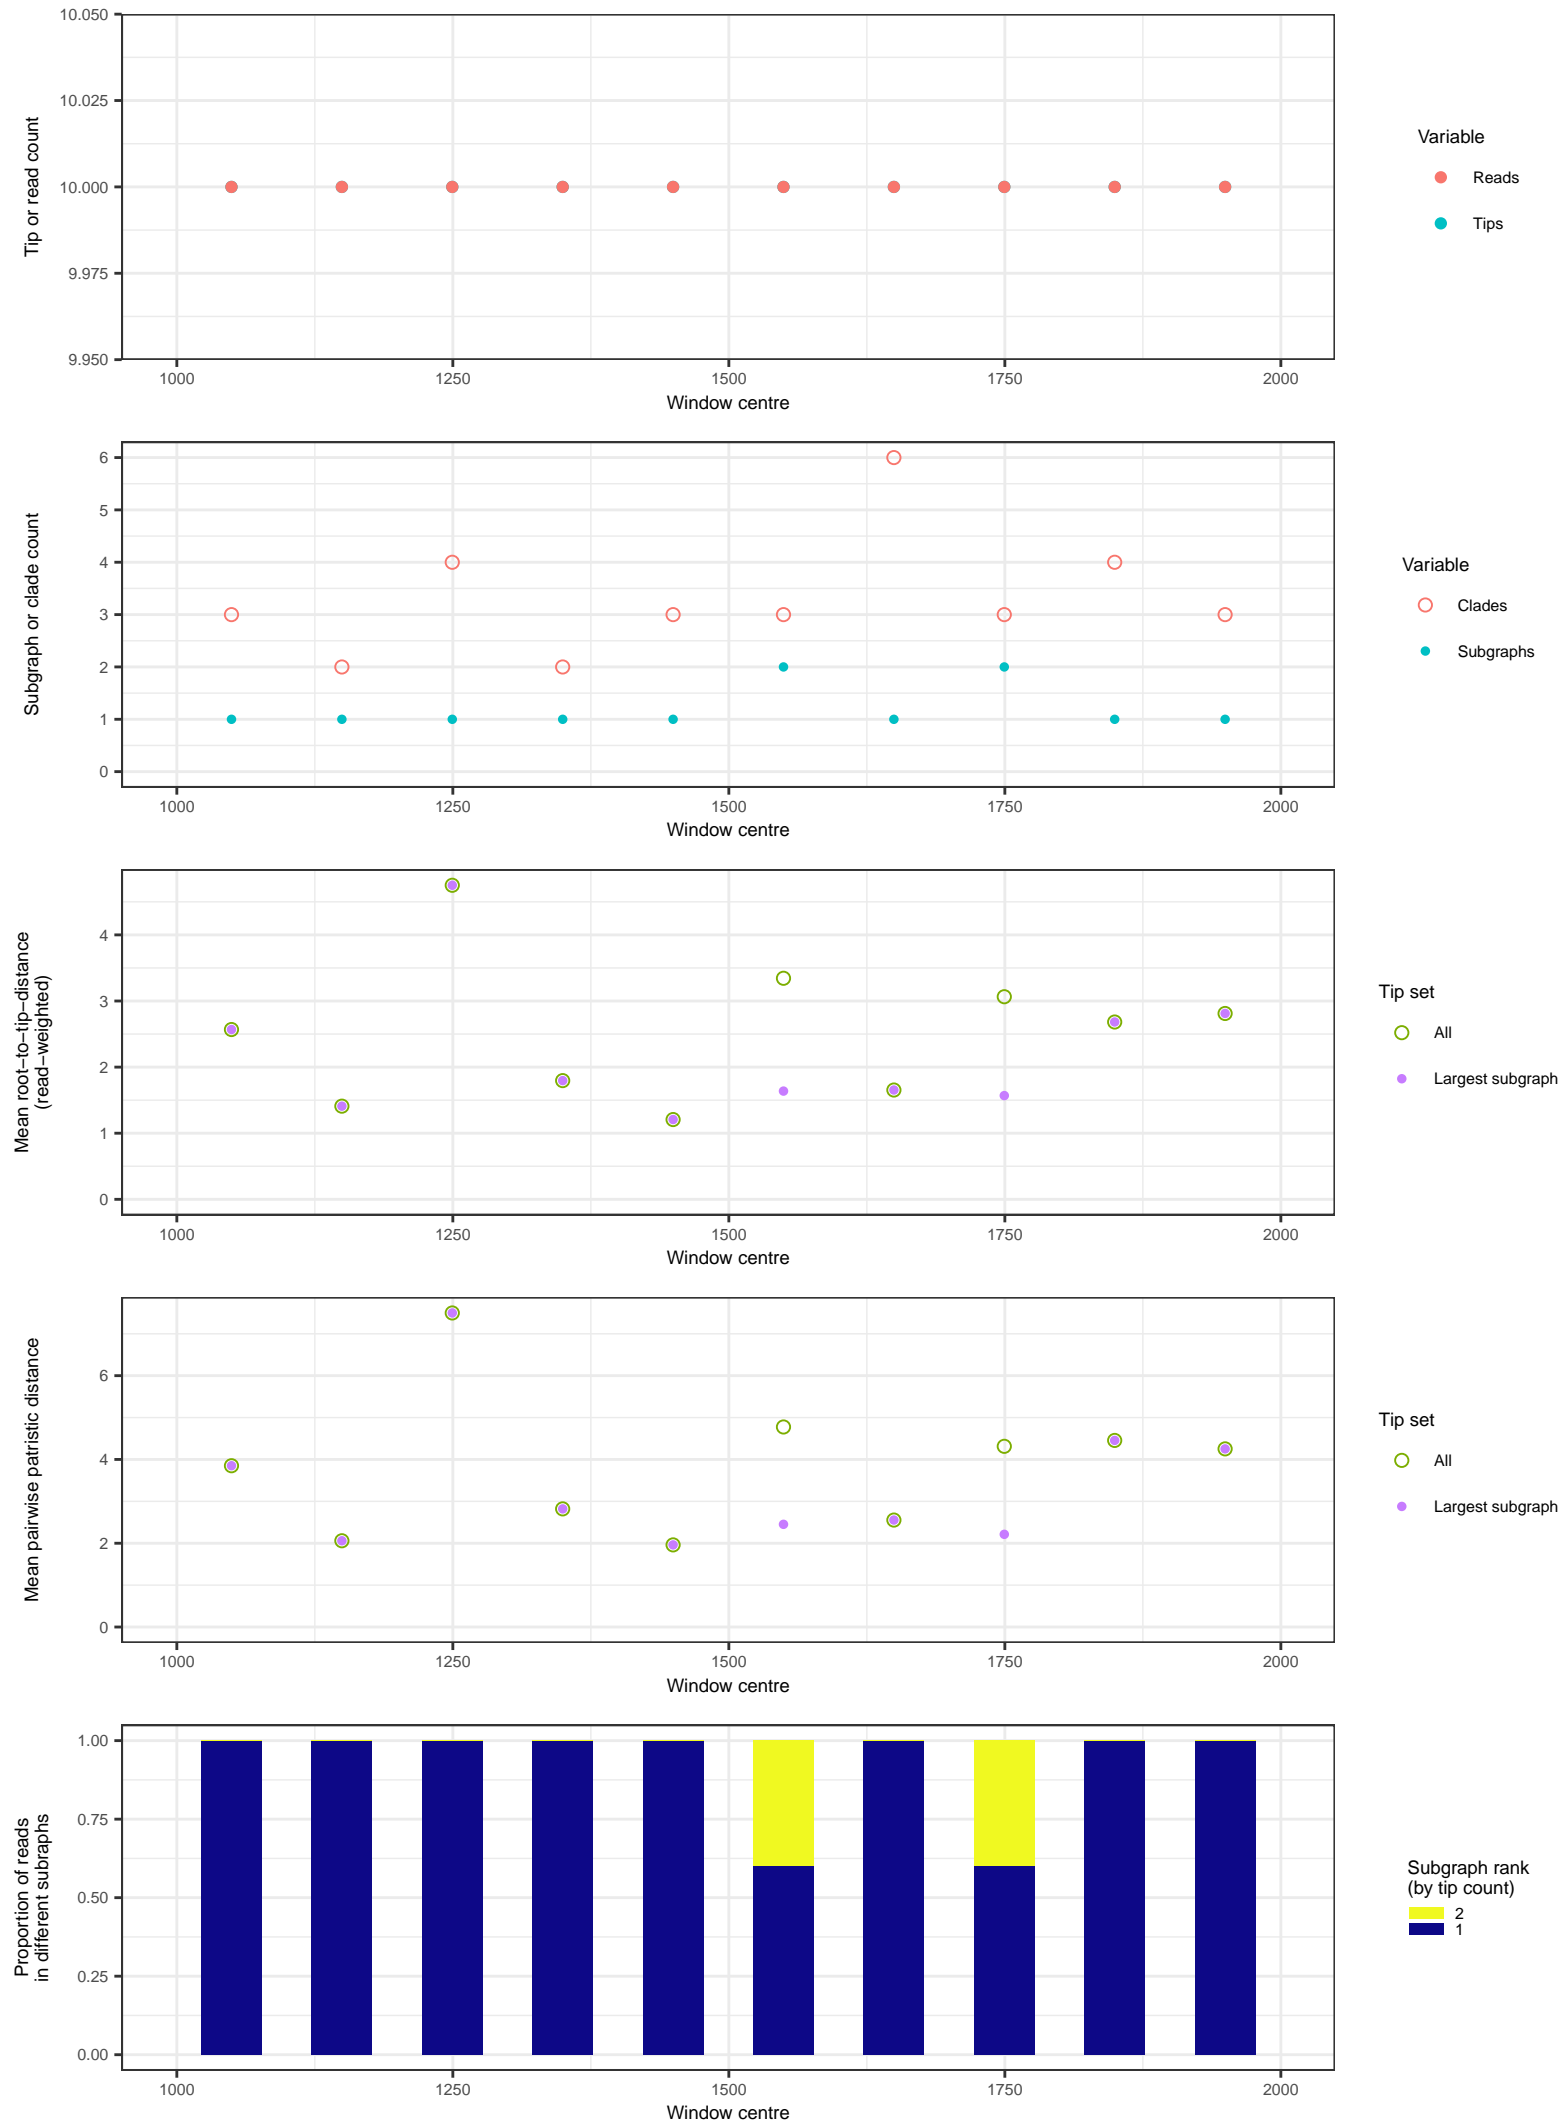 10.050
10.025
10.000
9.975
9.950
Tip or read count
1000 1250 1500 1750 2000
Window centre
Variable
Reads
Tips
6
5
4
3
2
1
0
Subgraph or clade count
1000 1250 1500 1750 2000
Window centre
Variable
Clades
Subgraphs
4
3
2
1
0
Mean root−to−tip−distance
(read−weighted)
1000 1250 1500 1750 2000
Window centre
Tip set
All
Largest subgraph
6
4
2
0
Mean pairwise patristic distance
1000 1250 1500 1750 2000
Window centre
Tip set
All
Largest subgraph
1.00
0.75
0.50
0.25
0.00
Proportion of reads
in different subraphs
1000 1250 1500 1750 2000
Window centre
Subgraph rank
(by tip count)
2
1